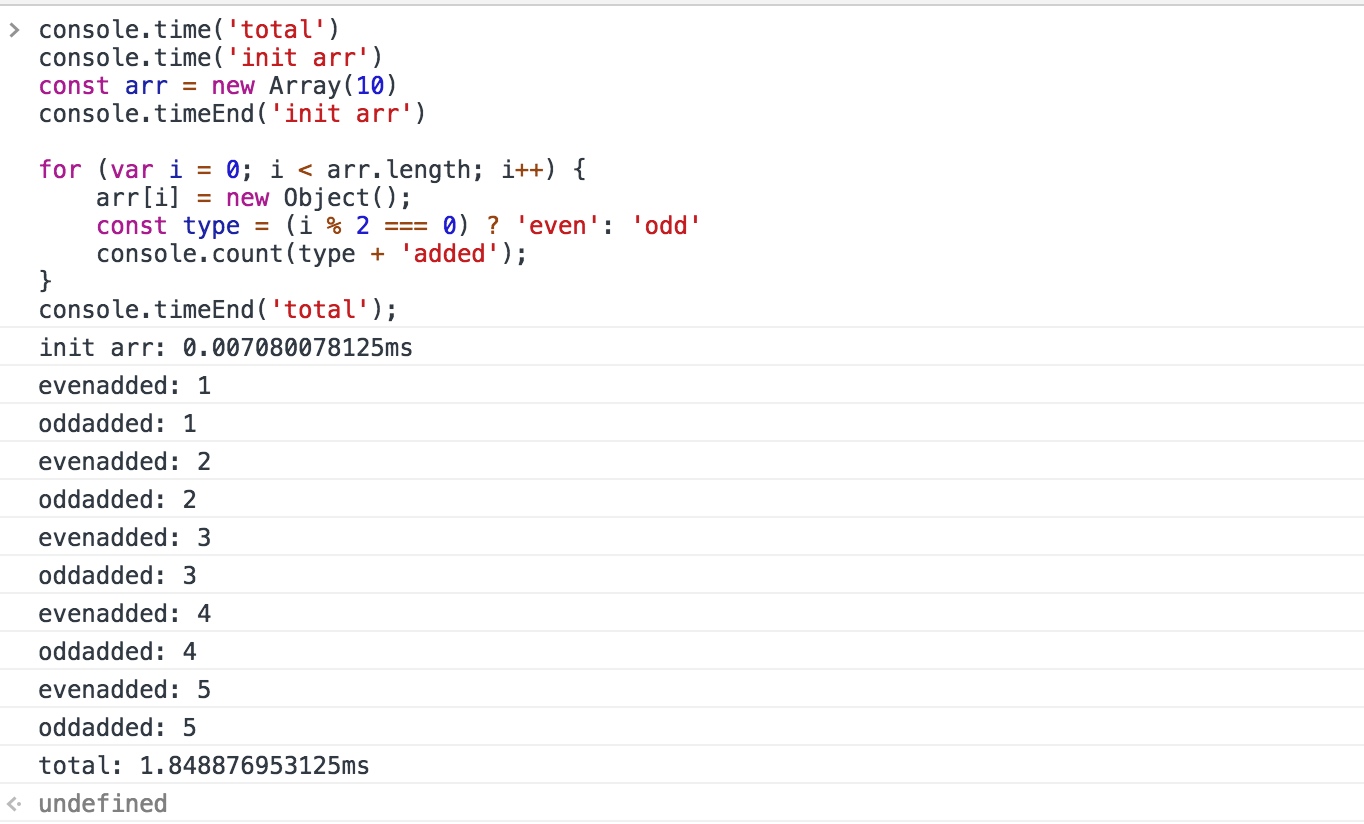 > console.time('total')
console.time('init arr')
const arr = new Array(10)
console.timeEnd('init arr')

for (var i = 0; i < arr.length; i++) {
    arr[i] = new Object();
    const type = (i % 2 === 0) ? 'even': 'odd'
    console.count(type + 'added');
}
console.timeEnd('total');
init arr: 0.007080078125ms
evenadded: 1
oddadded: 1
evenadded: 2
oddadded: 2
evenadded: 3
oddadded: 3
evenadded: 4
oddadded: 4
evenadded: 5
oddadded: 5
total: 1.848876953125ms
undefined